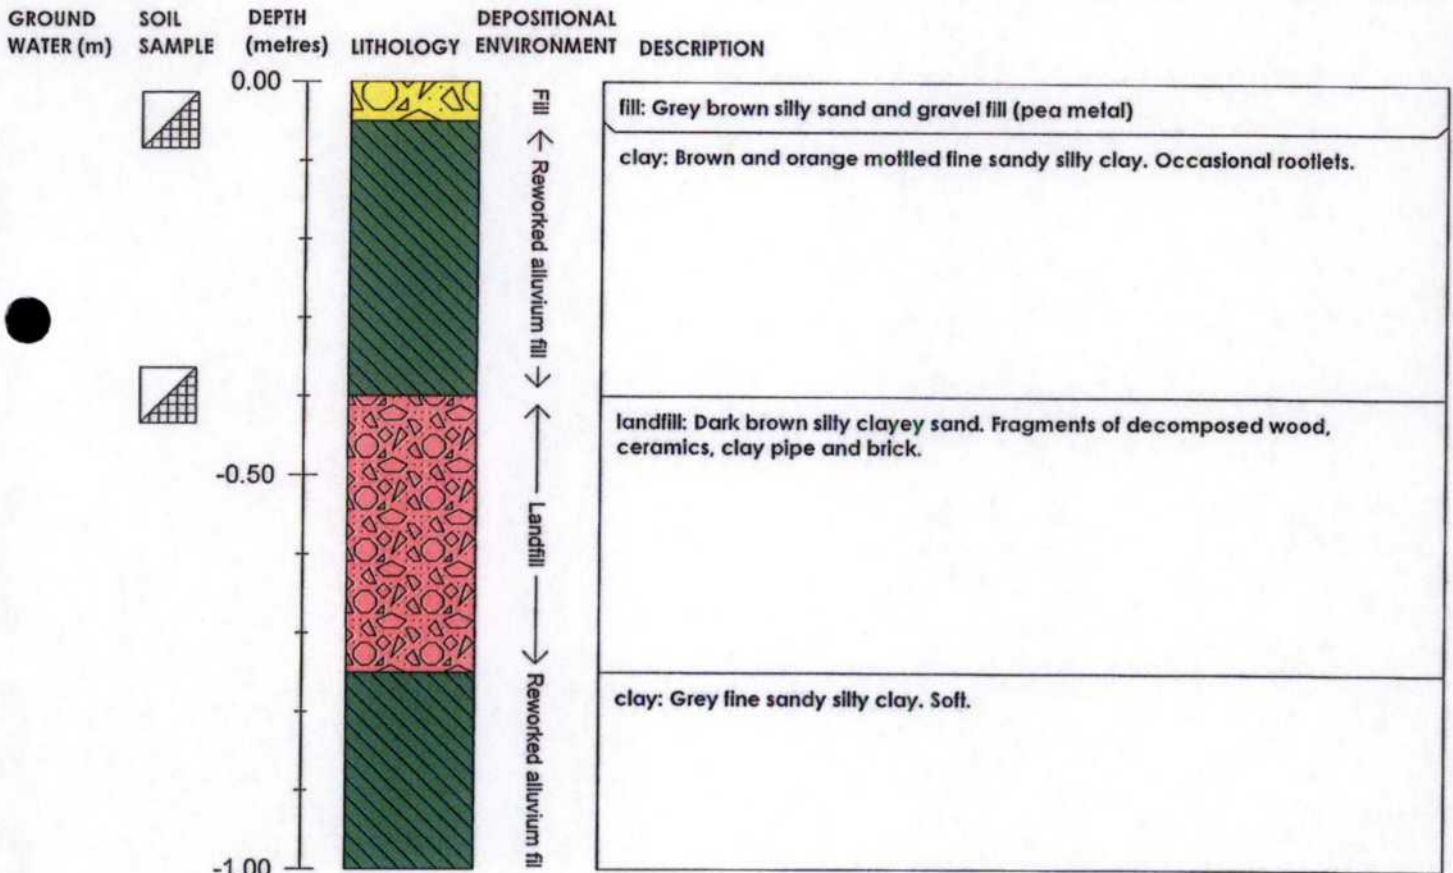 GROUND WATER (m)
SOIL SAMPLE
DEPTH (metres)
LITHOLOGY
DEPOSITIONAL ENVIRONMENT
DESCRIPTION
0.00
-0.50
-1.00
Fill
Reworked alluvium fill
Landfill
Reworked alluvium fil
fill: Grey brown silty sand and gravel fill (pea metal)
clay: Brown and orange mottled fine sandy silty clay. Occasional rootlets.
landfill: Dark brown silty clayey sand. Fragments of decomposed wood,
ceramics, clay pipe and brick.
clay: Grey fine sandy silty clay. Soft.